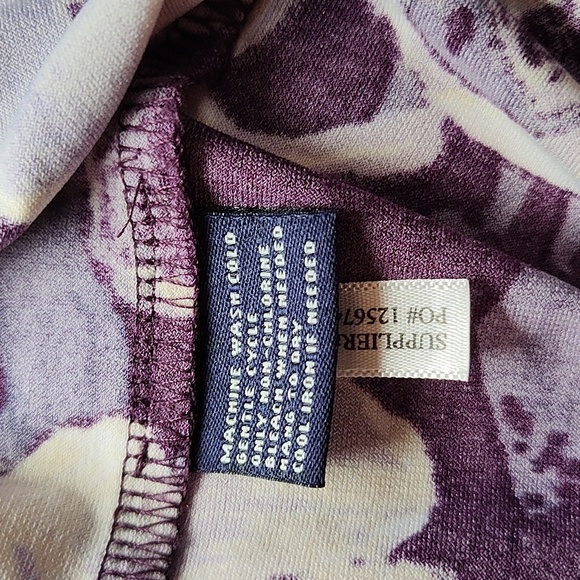 MACHINE WASH COLD
GENTLE CYCLE
ONLY NON CHLORINE
BLEACH WHEN NEEDED
HANG TO DRY
COOL IRON IF NEEDED
SUPPLIER
PO# 12567